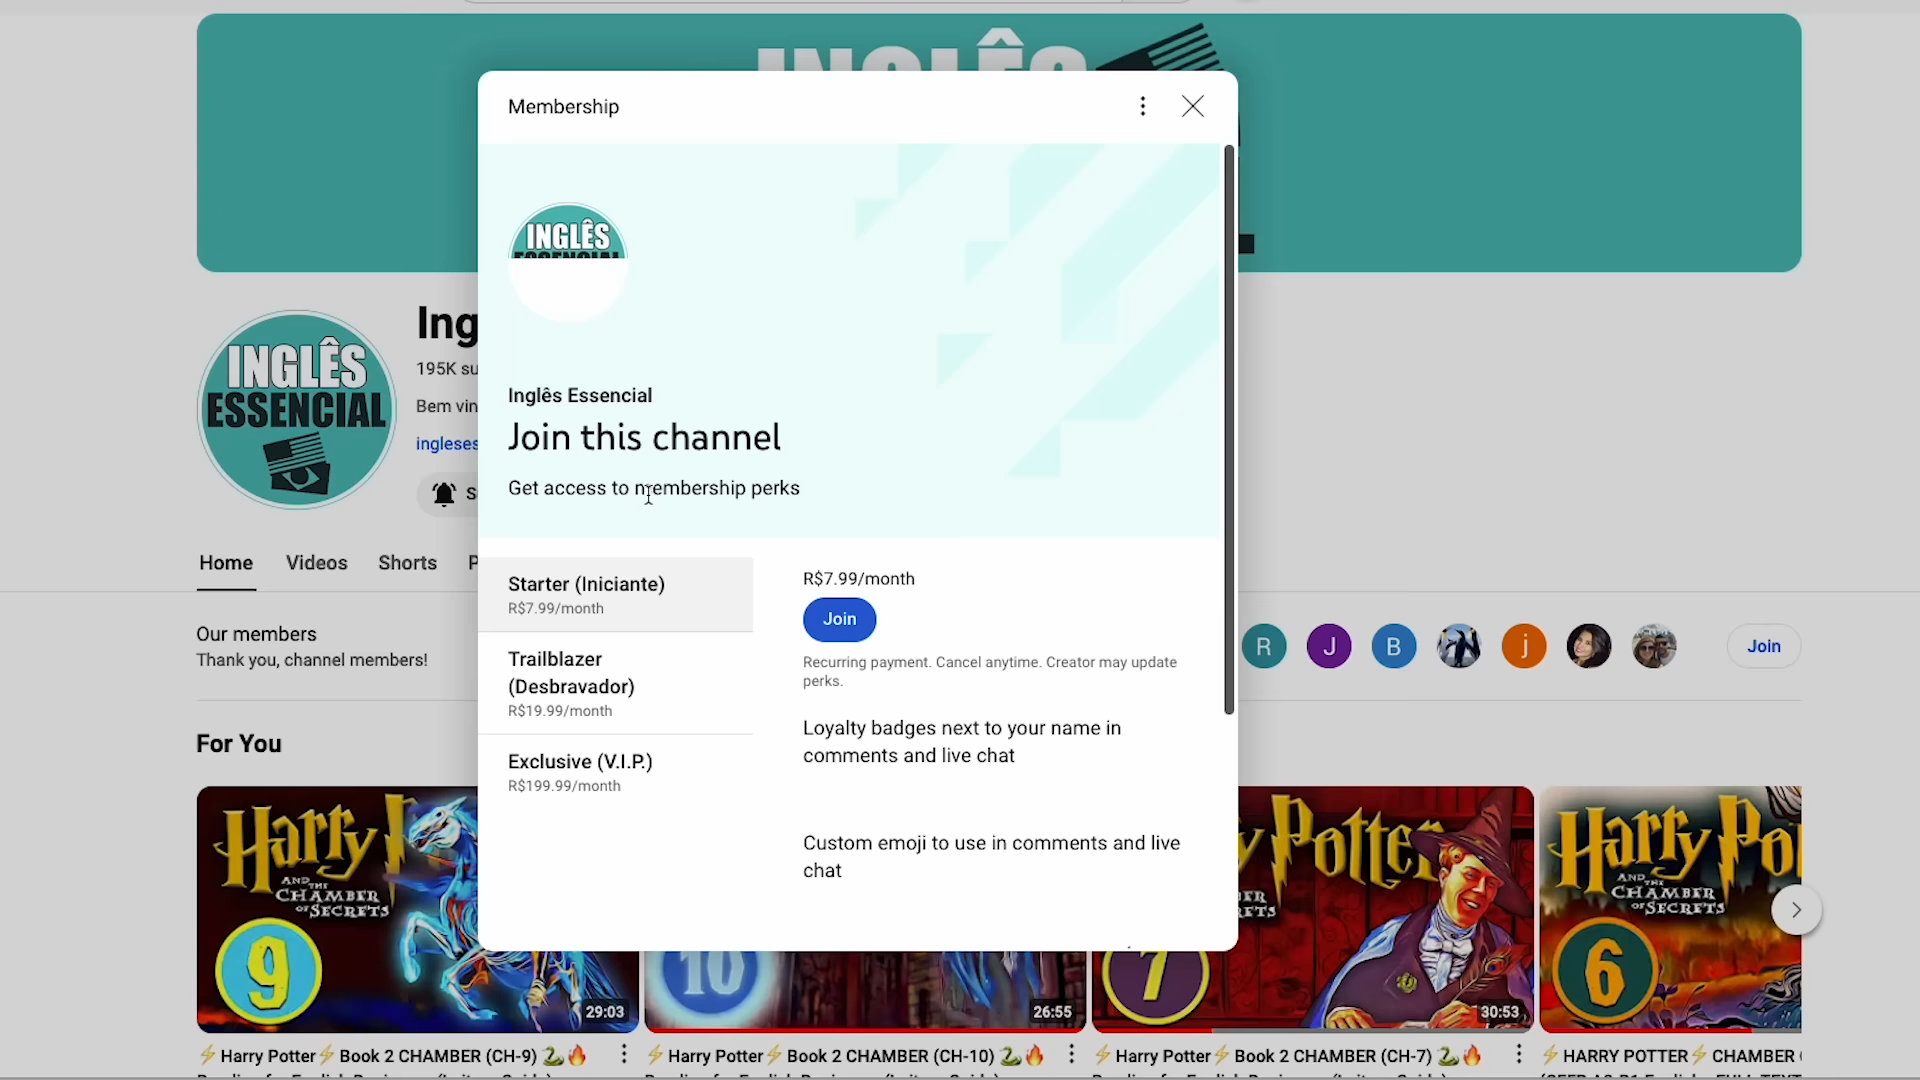 INGLÊS
Membership
INGLÊS
ESSENCIAL
Inglês Essencial
Join this channel
Get access to membership perks
Starter (Iniciante)
R$7.99/month
Trailblazer
(Desbravador)
R$19.99/month
Exclusive (V.I.P.)
R$199.99/month
R$7.99/month
Join
Recurring payment. Cancel anytime. Creator may update
perks.
Loyalty badges next to your name in
comments and live chat
Custom emoji to use in comments and live
chat
INGLÊS
ESSENCIAL
Ing
195K su
Bem vin
ingleses
S
Home Videos Shorts P
Our members
Thank you, channel members!
R J B j
Join
For You
Harry P
AND THE
CHAMBER
OF SECRETS
9
29:03
10
26:55
y Potter
7
30:53
Harry Po
AND THE
CHAMBER
OF SECRETS
6
⚡Harry Potter⚡Book 2 CHAMBER (CH-9) 🐍🔥
⚡Harry Potter⚡Book 2 CHAMBER (CH-10) 🐍🔥
⚡Harry Potter⚡Book 2 CHAMBER (CH-7) 🐍🔥
⚡HARRY POTTER⚡CHAMBER